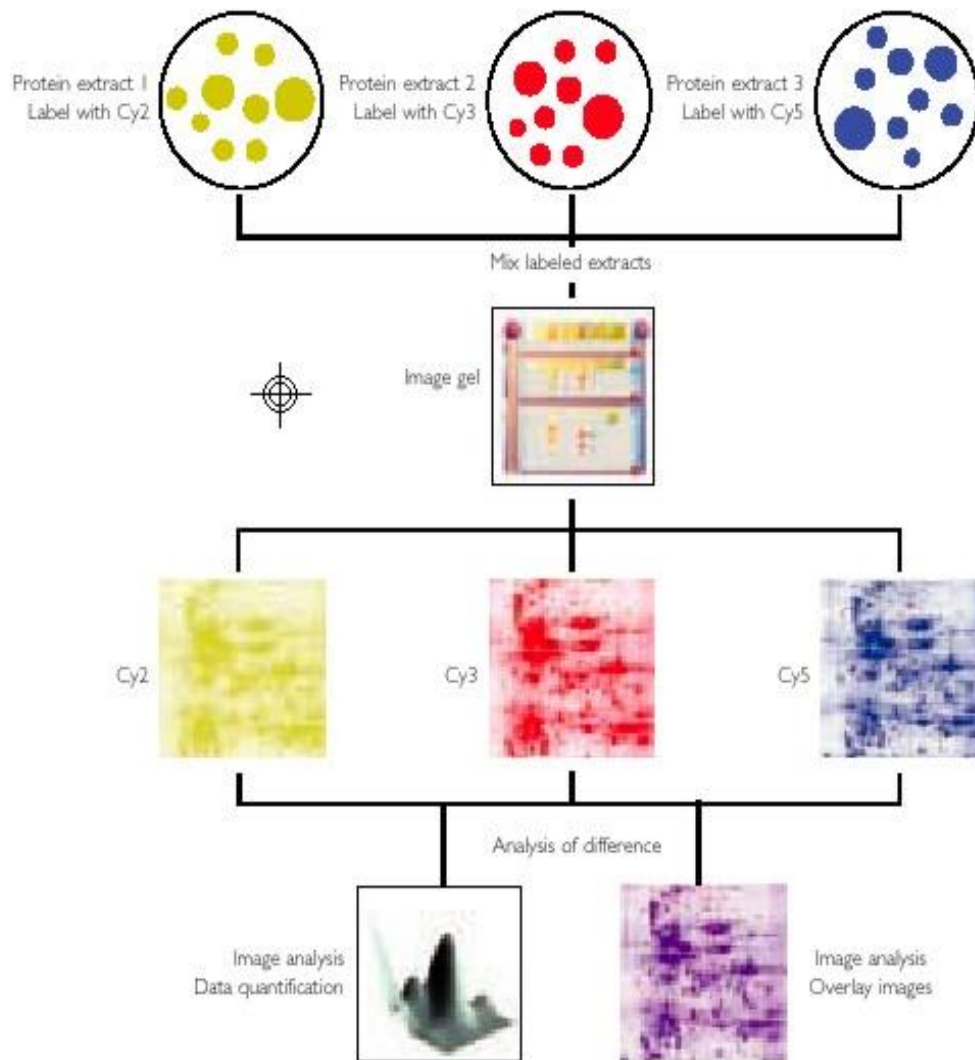 Protein extract 1
Label with Cy2
Protein extract 2
Label with Cy3
Protein extract 3
Label with Cy5
Mix labeled extracts
Image gel
Cy2
Cy3
Cy5
Analysis of difference
Image analysis
Data quantification
Image analysis
Overlay images